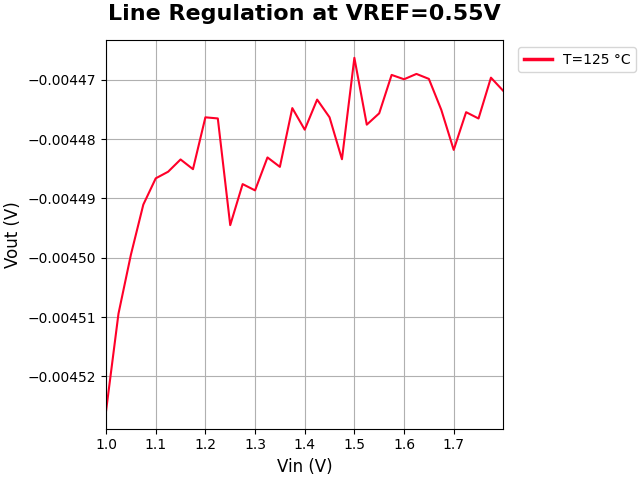 Line Regulation at VREF=0.55V
T=125 °C
Vout (V)
−0.00447
−0.00448
−0.00449
−0.00450
−0.00451
−0.00452
1.0 1.1 1.2 1.3 1.4 1.5 1.6 1.7
Vin (V)